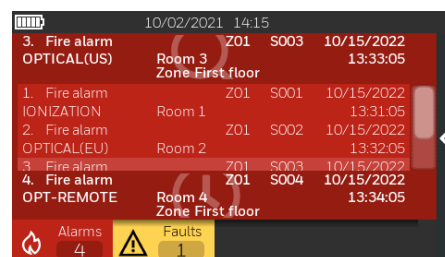 10/02/2021 14:15
3. Fire alarm Z01 S003 10/15/2022
OPTICAL(US) Room 3 13:33:05
Zone First floor
1. Fire alarm Z01 S001 10/15/2022
IONIZATION Room 1 13:31:05
2. Fire alarm Z01 S002 10/15/2022
OPTICAL(EU) Room 2 13:32:05
3. Fire alarm Z01 S003 10/15/2022
4. Fire alarm Z01 S004 10/15/2022
OPT-REMOTE Room 4 13:34:05
Zone First floor
Alarms Faults
4 1